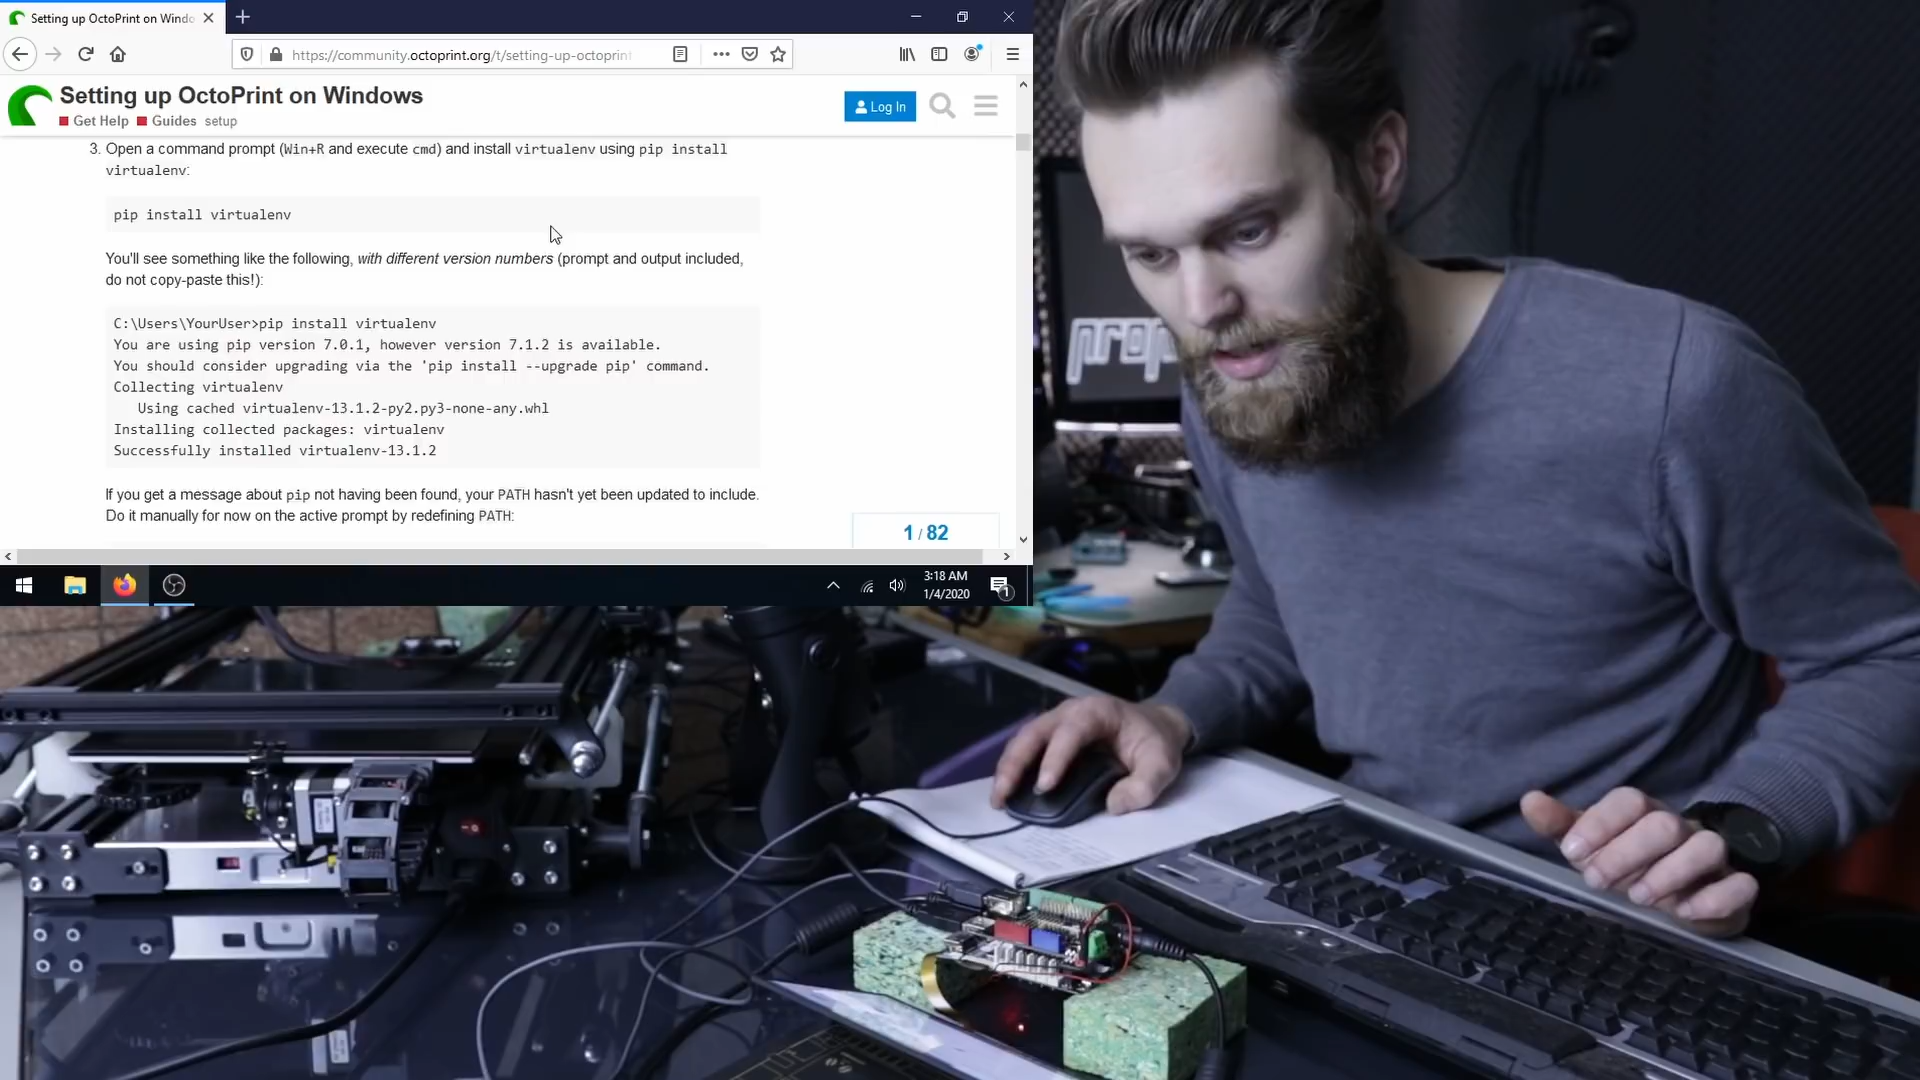 Setting up OctoPrint on Windo
https://community.octoprint.org/t/setting-up-octoprint
Setting up OctoPrint on Windows
Get Help Guides setup
Log In
3. Open a command prompt (Win+R and execute cmd) and install virtualenv using pip install
virtualenv:
pip install virtualenv
You'll see something like the following, with different version numbers (prompt and output included,
do not copy-paste this!):
C:\Users\YourUser>pip install virtualenv
You are using pip version 7.0.1, however version 7.1.2 is available.
You should consider upgrading via the 'pip install --upgrade pip' command.
Collecting virtualenv
Using cached virtualenv-13.1.2-py2.py3-none-any.whl
Installing collected packages: virtualenv
Successfully installed virtualenv-13.1.2
If you get a message about pip not having been found, your PATH hasn't yet been updated to include.
Do it manually for now on the active prompt by redefining PATH:
1 / 82
3:18 AM
1/4/2020
1
prop